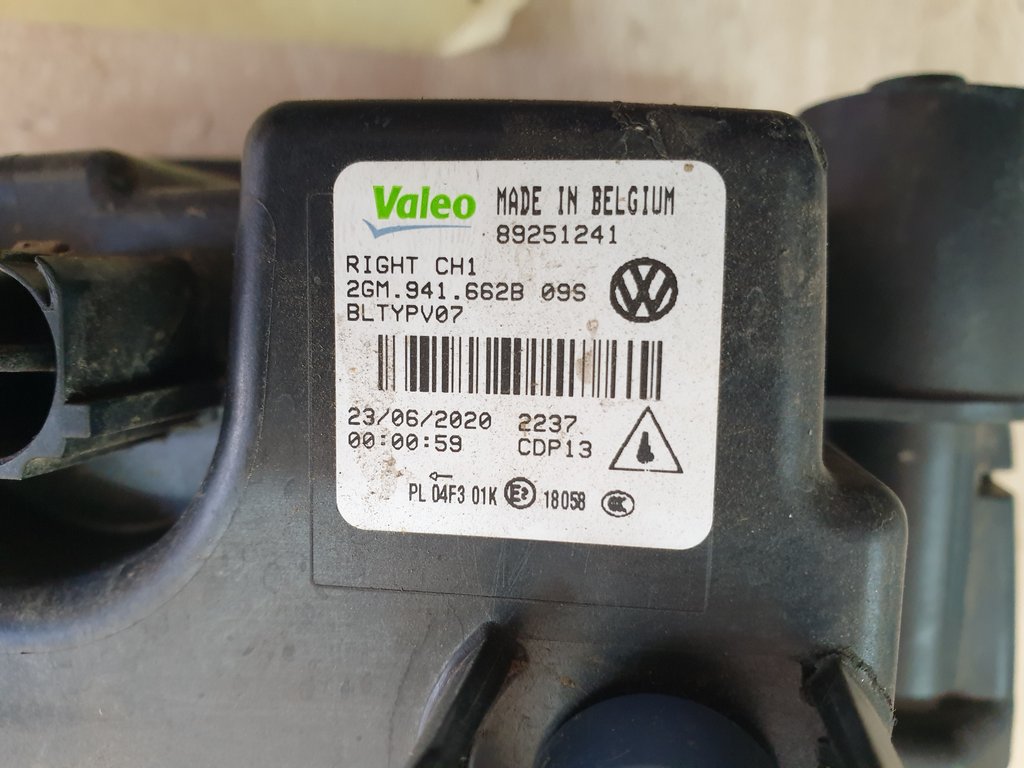 Valeo MADE IN BELGIUM
89251241
RIGHT CH1
2GM.941.662B 09S
BLTYPV07
23/06/2020 2237
00:00:59 CDP13
PL 04F3 01K E2 18058